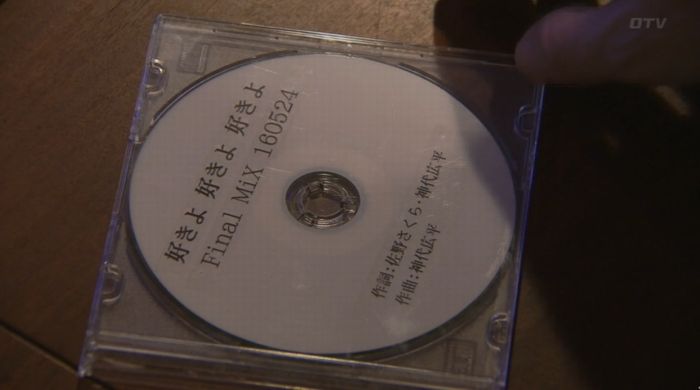 OTV
好きよ 好きよ 好きよ
Final MiX 160524
作詞:佐野さくら・神代広平
作曲:神代広平